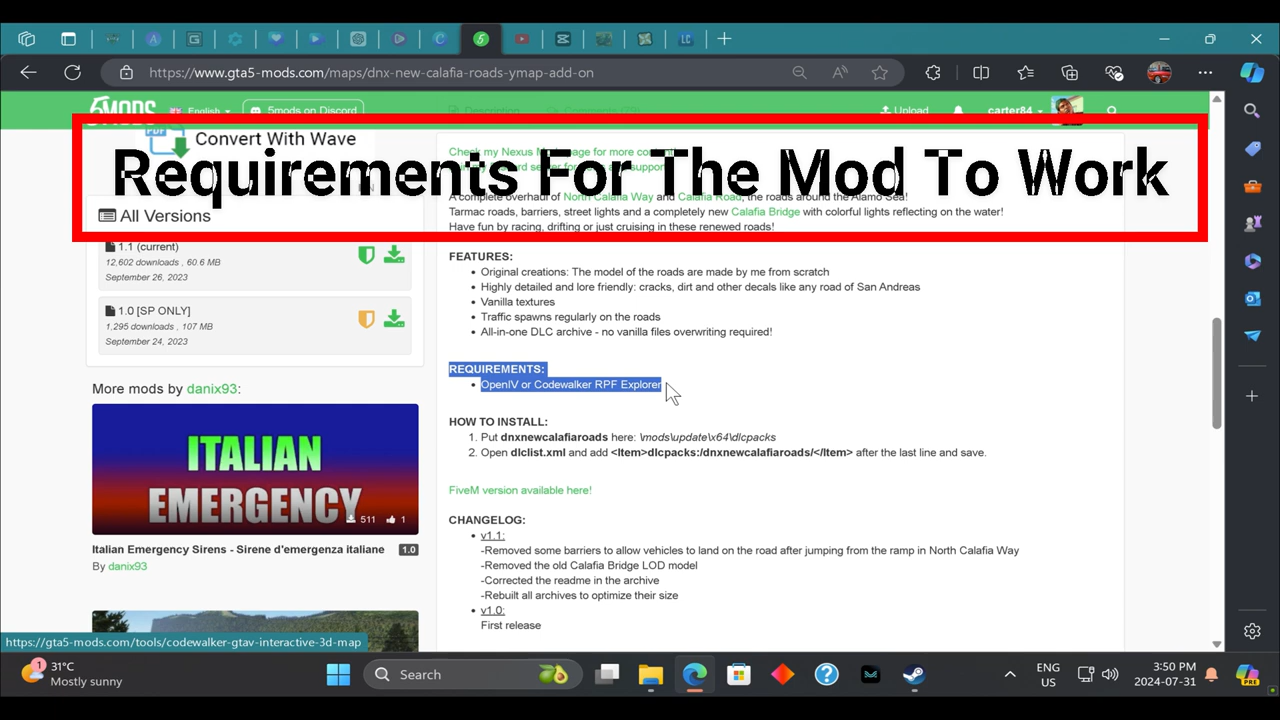 https://www.gta5-mods.com/maps/dnx-new-calafia-roads-ymap-add-on
5MODS
English
5mods on Discord
Description
Upload
carter84
PDF
Convert With Wave
Requirements For The Mod To Work
All Versions
1.1 (current)
12,602 downloads , 60.6 MB
September 26, 2023
1.0 [SP ONLY]
1,295 downloads , 107 MB
September 24, 2023
More mods by danix93:
ITALIAN
EMERGENCY
511 1
Italian Emergency Sirens - Sirene d'emergenza italiane 1.0
By danix93
A complete overhaul of North Calafia Way and Calafia Road, the roads around the Alamo Sea!
Tarmac roads, barriers, street lights and a completely new Calafia Bridge with colorful lights reflecting on the water!
Have fun by racing, drifting or just cruising in these renewed roads!
FEATURES:
Original creations: The model of the roads are made by me from scratch
Highly detailed and lore friendly: cracks, dirt and other decals like any road of San Andreas
Vanilla textures
Traffic spawns regularly on the roads
All-in-one DLC archive - no vanilla files overwriting required!
REQUIREMENTS:
OpenIV or Codewalker RPF Explorer
HOW TO INSTALL:
1. Put dnxnewcalafiaroads here: \mods\update\x64\dlcpacks
2. Open dlclist.xml and add <Item>dlcpacks:/dnxnewcalafiaroads/</Item> after the last line and save.
FiveM version available here!
CHANGELOG:
v1.1:
-Removed some barriers to allow vehicles to land on the road after jumping from the ramp in North Calafia Way
-Removed the old Calafia Bridge LOD model
-Corrected the readme in the archive
-Rebuilt all archives to optimize their size
v1.0:
First release
https://gta5-mods.com/tools/codewalker-gtav-interactive-3d-map
1
31°C
Mostly sunny
Search
ENG
US
3:50 PM
2024-07-31
PRE